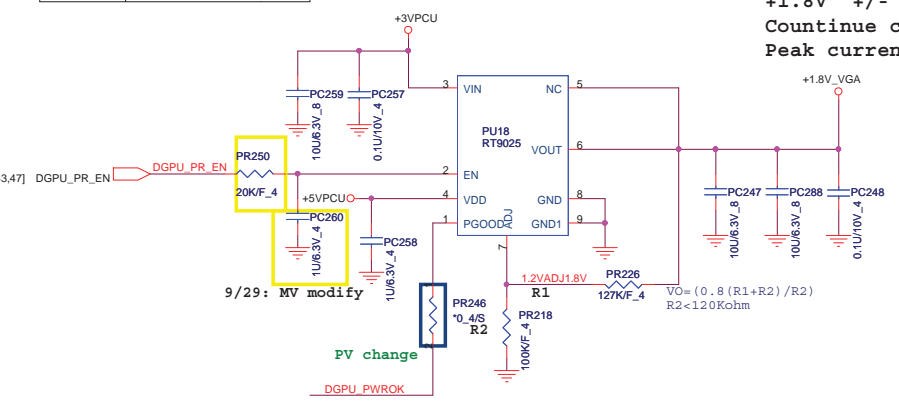 +1.8V +/-
Countinue c
Peak curren
+3VPCU
+1.8V_VGA
PC259
10U/6.3V_8
PC257
0.1U/10V_4
3
VIN
NC
5
PU18
RT9025
VOUT
6
3,47] DGPU_PR_EN
DGPU_PR_EN
PR250
20K/F_4
2
EN
+5VPCU
4
VDD
GND
8
1
PGOOD
ADJ
GND1
9
7
PC260
1U/6.3V_4
PC258
1U/6.3V_4
PC247
10U/6.3V_8
PC288
10U/6.3V_8
PC248
0.1U/10V_4
9/29: MV modify
1.2VADJ1.8V
R1
PR226
127K/F_4
VO=(0.8(R1+R2)/R2)
R2<120Kohm
1
PR246
*0_4/S
2
R2
PR218
100K/F_4
PV change
DGPU_PWROK